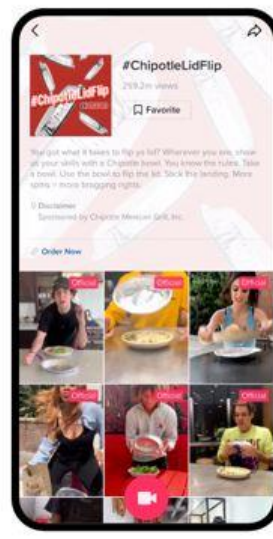 #ChipotleLidFlip
#ChipotleLidFlip
259.2m views
Favorite
You got what it takes to flip yo lid? Wherever you are, show
us your skills with a Chipotle bowl. You know the rules. Take
a bowl. Use the bowl to flip the lid. Stick the landing. More
spins = more bragging rights.
Disclaimer
Sponsored by Chipotle Mexican Grill, Inc.
Order Now
Official
Official
Official
Official
Official
Official